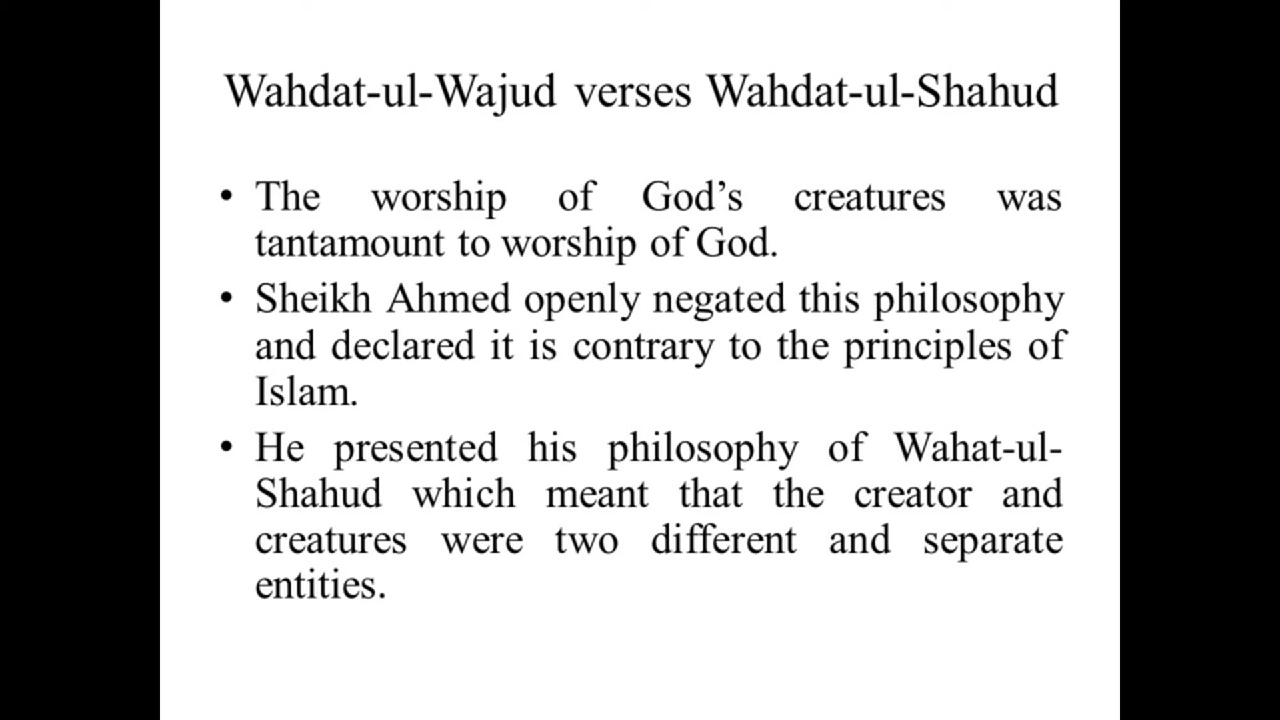 Wahdat-ul-Wajud verses Wahdat-ul-Shahud
• The worship of God’s creatures was
tantamount to worship of God.
• Sheikh Ahmed openly negated this philosophy
and declared it is contrary to the principles of
Islam.
• He presented his philosophy of Wahat-ul-
Shahud which meant that the creator and
creatures were two different and separate
entities.